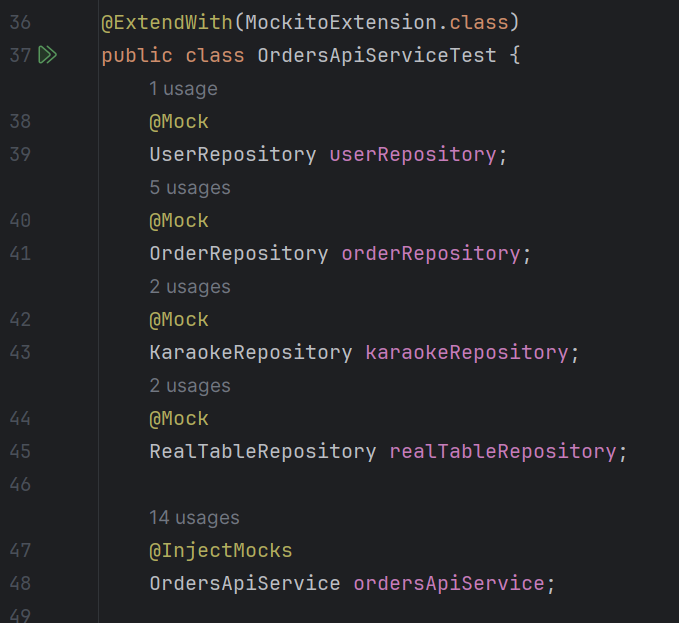 36 @ExtendWith(MockitoExtension.class)
37 public class OrdersApiServiceTest {
1 usage
38 @Mock
39 UserRepository userRepository;
5 usages
40 @Mock
41 OrderRepository orderRepository;
2 usages
42 @Mock
43 KaraokeRepository karaokeRepository;
2 usages
44 @Mock
45 RealTableRepository realTableRepository;
46
14 usages
47 @InjectMocks
48 OrdersApiService ordersApiService;
49